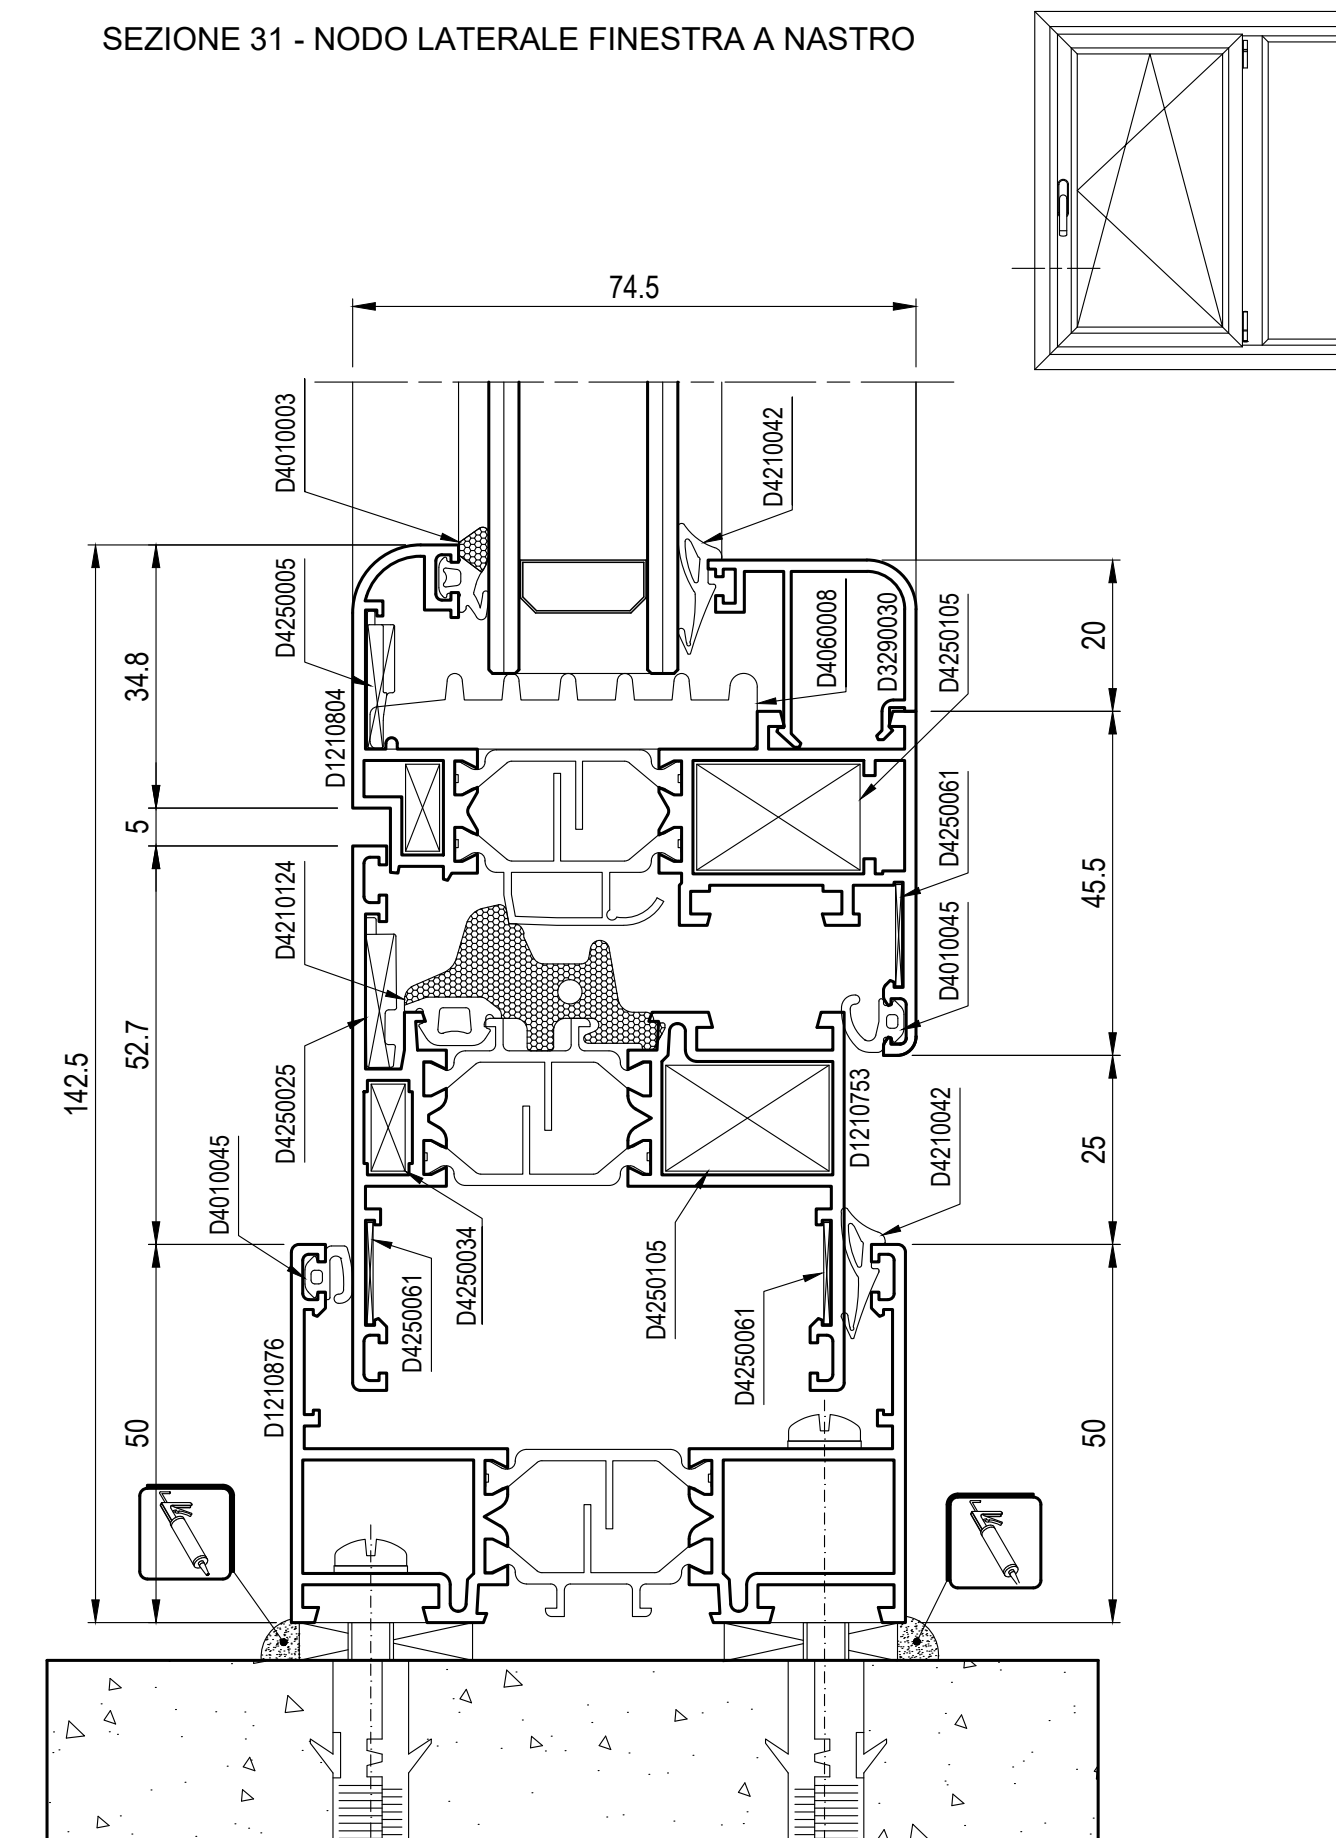 SEZIONE 31 - NODO LATERALE FINESTRA A NASTRO
74.5
D4010003
D4210042
D4250005
D4060008
D3290030
D4250105
20
34.8
D1210804
5
D4250061
45.5
D4210124
D4010045
52.7
142.5
D4250025
D1210753
D4210042
25
D4010045
D4250034
D4250061
D4250105
D4250061
D1210876
50
50